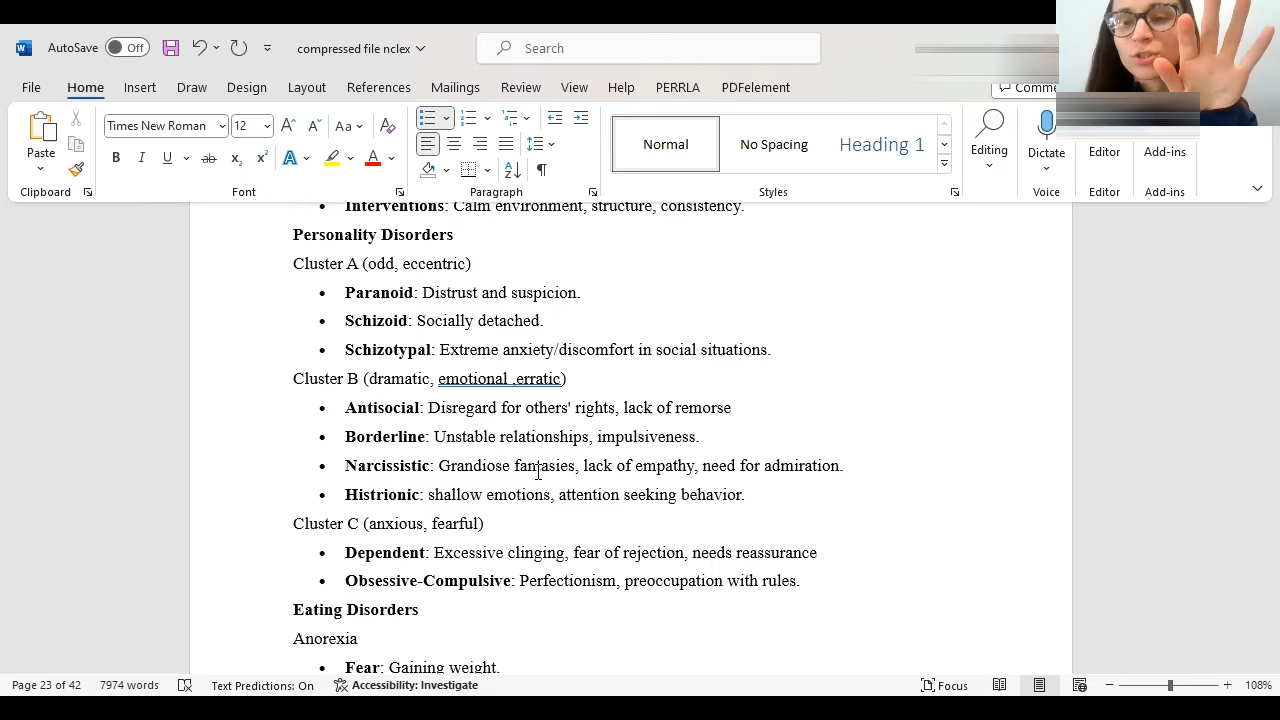 AutoSave Off compressed file nclex Search
File Home Insert Draw Design Layout References Mailings Review View Help PERRLA PDFelement
Times New Roman 12 Aa
Paste B I U ab x2 x2 A A Normal No Spacing Heading 1 Editing Dictate Editor Add-ins
Clipboard Font Paragraph Styles Voice Editor Add-ins
• Interventions: Calm environment, structure, consistency.
Personality Disorders
Cluster A (odd, eccentric)
• Paranoid: Distrust and suspicion.
• Schizoid: Socially detached.
• Schizotypal: Extreme anxiety/discomfort in social situations.
Cluster B (dramatic, emotional ,erratic)
• Antisocial: Disregard for others' rights, lack of remorse
• Borderline: Unstable relationships, impulsiveness.
• Narcissistic: Grandiose fantasies, lack of empathy, need for admiration.
• Histrionic: shallow emotions, attention seeking behavior.
Cluster C (anxious, fearful)
• Dependent: Excessive clinging, fear of rejection, needs reassurance
• Obsessive-Compulsive: Perfectionism, preoccupation with rules.
Eating Disorders
Anorexia
• Fear: Gaining weight.
Page 23 of 42 7974 words Text Predictions: On Accessibility: Investigate Focus 108%